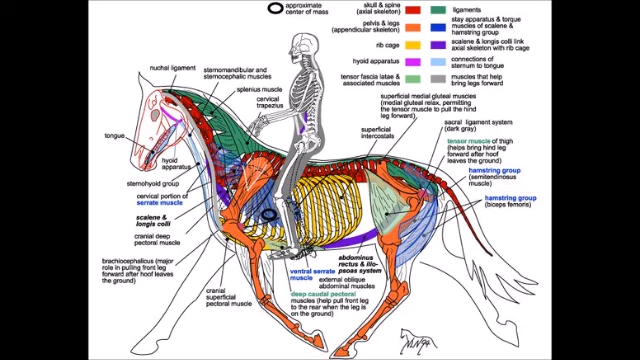 approximate
center of mass
skull & spine
(axial skeleton)
pelvis & legs
(appendicular skeleton)
rib cage
hyoid apparatus
tensor fascia latae &
associated muscles
ligaments
stay apparatus & torque
muscles of scalene &
hamstring group
scalene & longis coli link
axial skeleton with rib cage
connections of
sternum to tongue
muscles that help
bring legs forward
nuchal ligament
sternomandibular and
sternocephalic muscles
splenius muscle
cervical
trapezius
superficial medial gluteal muscles
(medial gluteal relax, permitting
the tensor muscle to pull the hind
leg forward)
superficial
intercostals
sacral ligament system
(dark gray)
tensor muscle of thigh
(helps bring hind leg
forward after hoof
leaves the ground)
hamstring group
(semitendinosus
muscle)
hamstring group
(biceps femoris)
tongue
hyoid
apparatus
sternohyoid group
cervical portion of
serrate muscle
scalene &
longis colli
cranial deep
pectoral muscle
brachiocephalicus (major
role in pulling front leg
forward after hoof leaves
the ground)
cranial
superficial
pectoral muscle
ventral serrate
muscle
abdominus
rectus & ilio-
psoas system
external oblique
abdominal muscles
deep caudal pectoral
muscles (help pull front leg
to the rear when the leg is
on the ground)